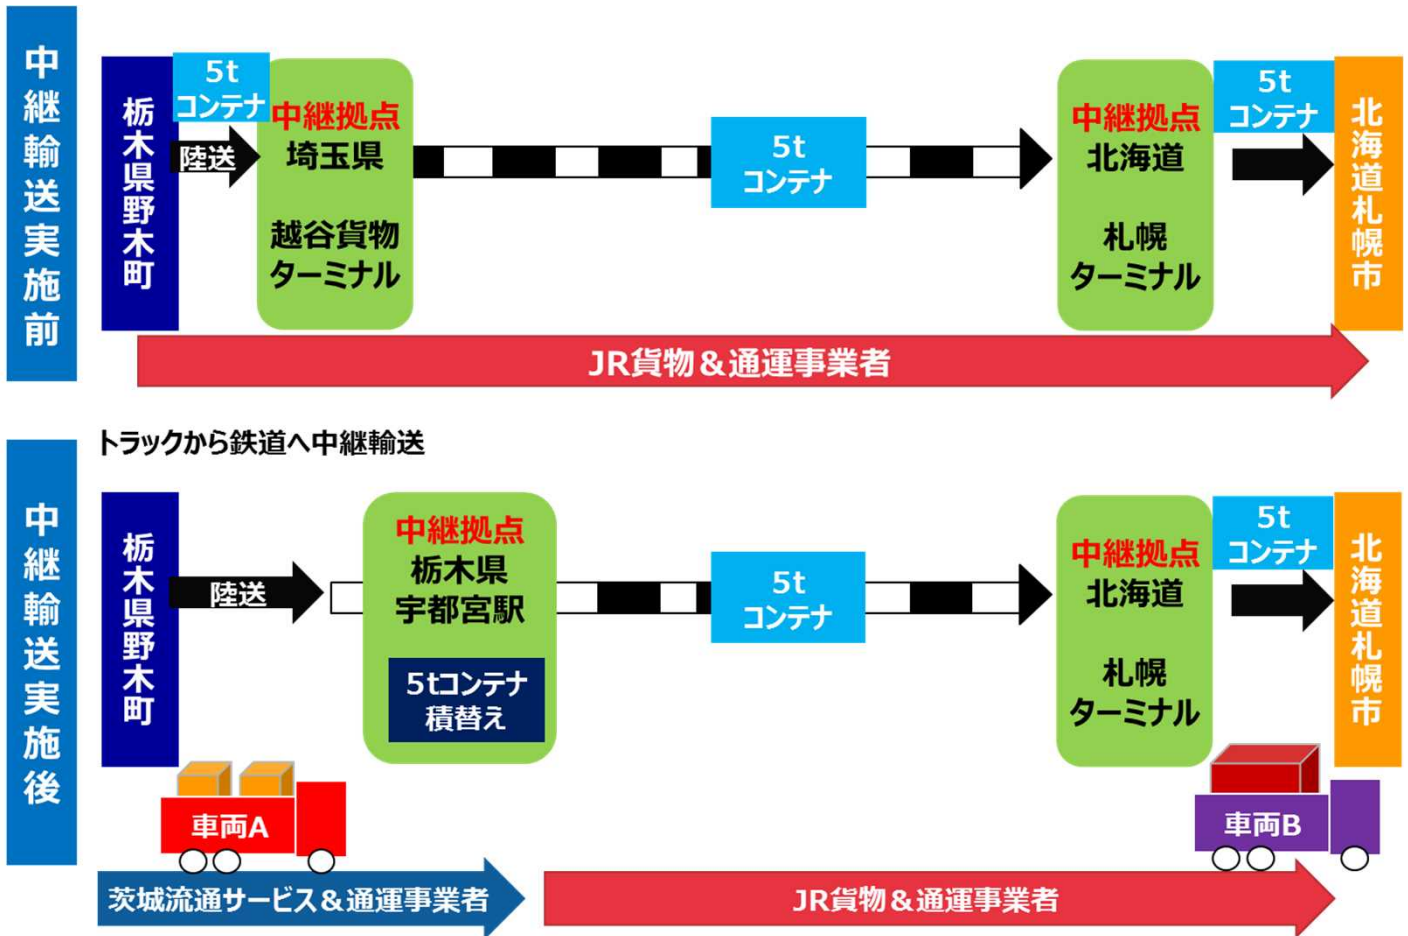 中継輸送実施前
栃木県野木町
5t
コンテナ
陸送
中継拠点
埼玉県
越谷貨物
ターミナル
5t
コンテナ
中継拠点
北海道
札幌
ターミナル
5t
コンテナ
北海道札幌市
JR貨物＆通運事業者
トラックから鉄道へ中継輸送
中継輸送実施後
栃木県野木町
陸送
中継拠点
栃木県
宇都宮駅
5tコンテナ
積替え
5t
コンテナ
中継拠点
北海道
札幌
ターミナル
5t
コンテナ
北海道札幌市
車両A
車両B
茨城流通サービス＆通運事業者
JR貨物＆通運事業者